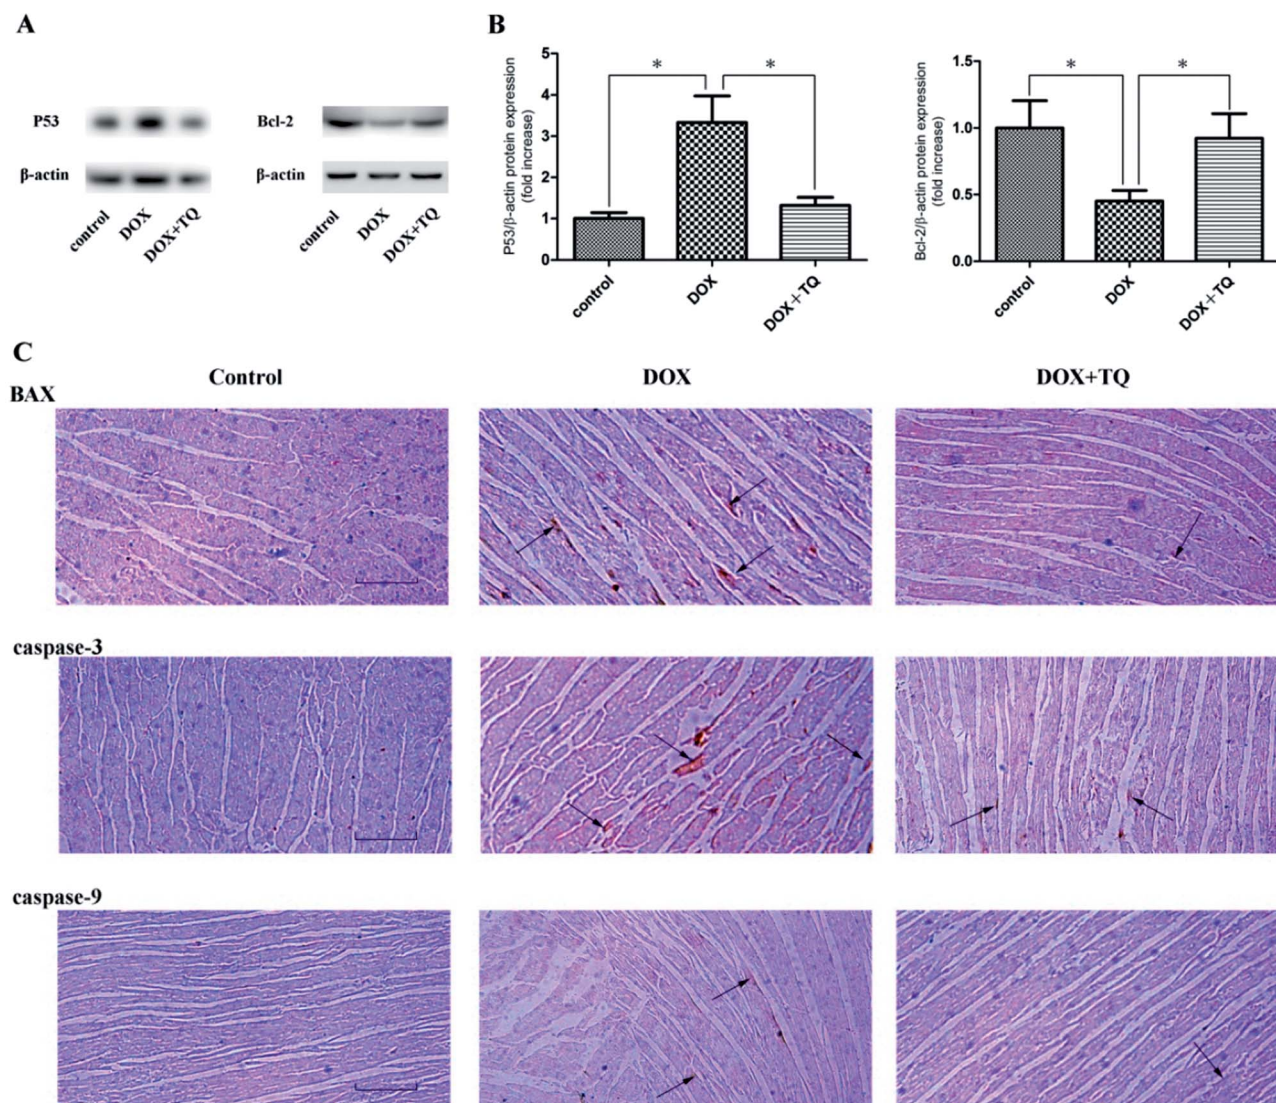 A
P53
β-actin
control
DOX
DOX+TQ
Bcl-2
β-actin
control
DOX
DOX+TQ
B
P53/β-actin protein expression
(fold increase)
5
4
3
2
1
0
*
*
control
DOX
DOX+TQ
Bcl-2/β-actin protein expression
(fold increase)
1.5
1.0
0.5
0.0
*
*
control
DOX
DOX+TQ
C
Control
DOX
DOX+TQ
BAX
caspase-3
caspase-9